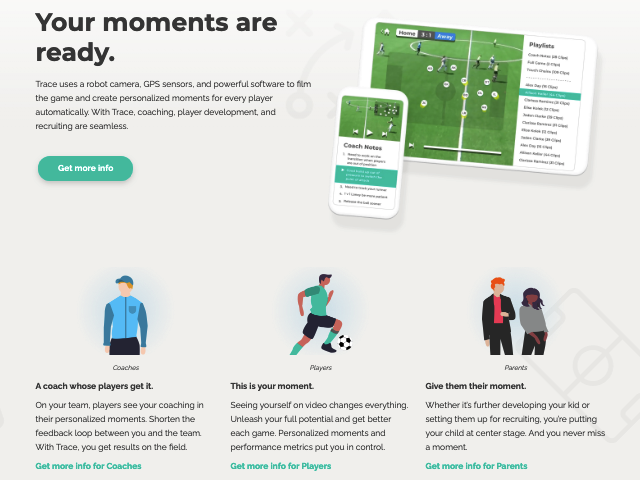 Your moments are
ready.
Trace uses a robot camera, GPS sensors, and powerful software to film
the game and create personalized moments for every player
automatically. With Trace, coaching, player development, and
recruiting are seamless.
Get more info
Home 3 : 1 Away
Playlists
Coach Notes
Coaches
Players
Parents
A coach whose players get it.
This is your moment.
Give them their moment.
On your team, players see your coaching in
their personalized moments. Shorten the
feedback loop between you and the team.
With Trace, you get results on the field.
Seeing yourself on video changes everything.
Unleash your full potential and get better
each game. Personalized moments and
performance metrics put you in control.
Whether it's further developing your kid or
setting them up for recruiting, you're putting
your child at center stage. And you never miss
a moment.
Get more info for Coaches
Get more info for Players
Get more info for Parents